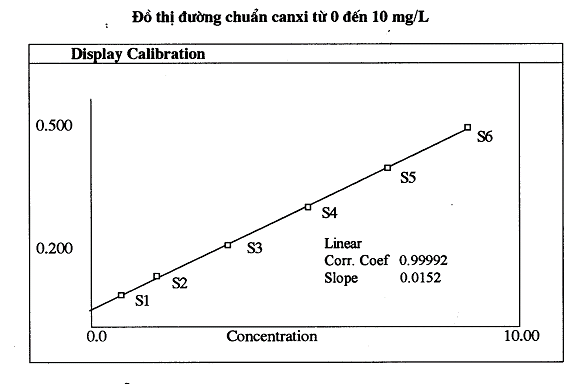 Đồ thị đường chuẩn canxi từ 0 đến 10 mg/L
Display Calibration
0.500
S6
S5
S4
0.200
S3
Linear
Corr. Coef 0.99992
Slope 0.0152
S2
S1
0.0 Concentration 10.00